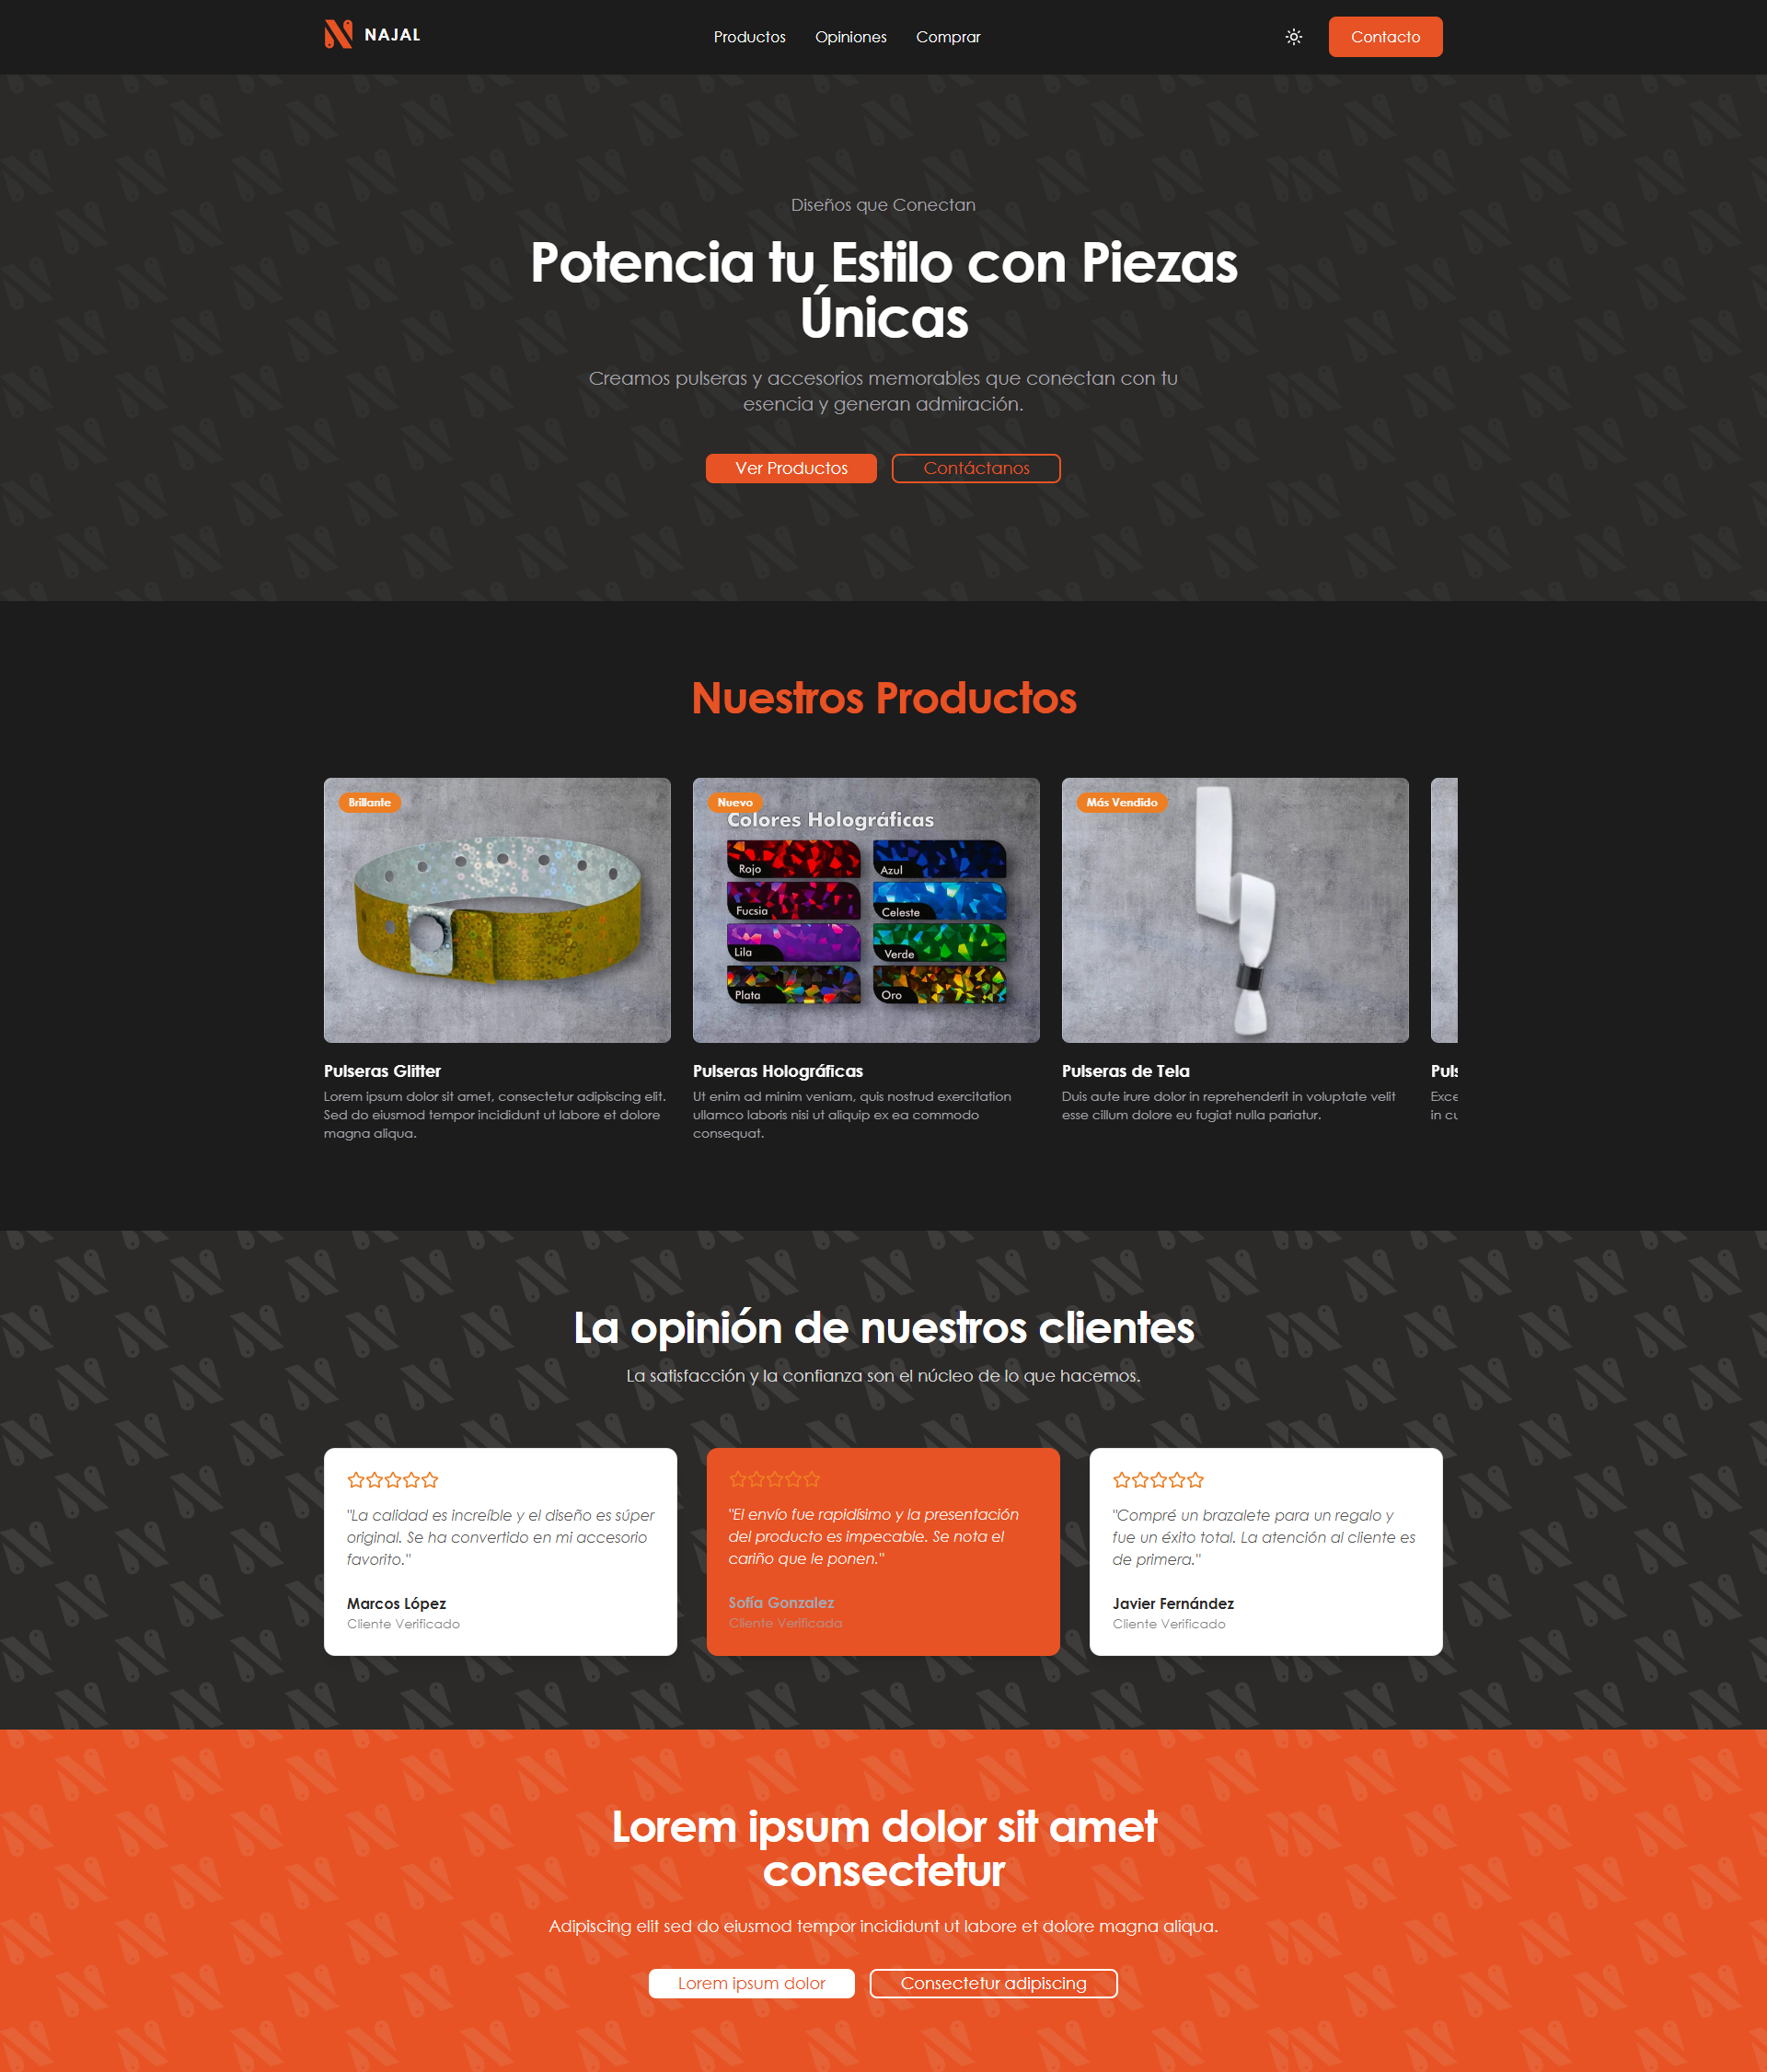 NAJAL
Productos
Opiniones
Comprar
Contacto
Diseños que Conectan
Potencia tu Estilo con Piezas
Únicas
Creamos pulseras y accesorios memorables que conectan con tu
esencia y generan admiración.
Ver Productos
Contáctanos
Nuestros Productos
Brillante
Pulseras Glitter
Lorem ipsum dolor sit amet, consectetur adipiscing elit.
Sed do eiusmod tempor incididunt ut labore et dolore
magna aliqua.
Nuevo
Colores Holográficas
Rojo
Azul
Fucsia
Celeste
Lila
Verde
Plata
Oro
Pulseras Holográficas
Ut enim ad minim veniam, quis nostrud exercitation
ullamco laboris nisi ut aliquip ex ea commodo
consequat.
Más Vendido
Pulseras de Tela
Duis aute irure dolor in reprehenderit in voluptate velit
esse cillum dolore eu fugiat nulla pariatur.
La opinión de nuestros clientes
La satisfacción y la confianza son el núcleo de lo que hacemos.
"La calidad es increíble y el diseño es súper
original. Se ha convertido en mi accesorio
favorito."
Marcos López
Cliente Verificado
"El envío fue rapidísimo y la presentación
del producto es impecable. Se nota el
cariño que le ponen."
Sofía Gonzalez
Cliente Verificada
"Compré un brazalete para un regalo y
fue un éxito total. La atención al cliente es
de primera."
Javier Fernández
Cliente Verificado
Lorem ipsum dolor sit amet
consectetur
Adipiscing elit sed do eiusmod tempor incididunt ut labore et dolore magna aliqua.
Lorem ipsum dolor
Consectetur adipiscing